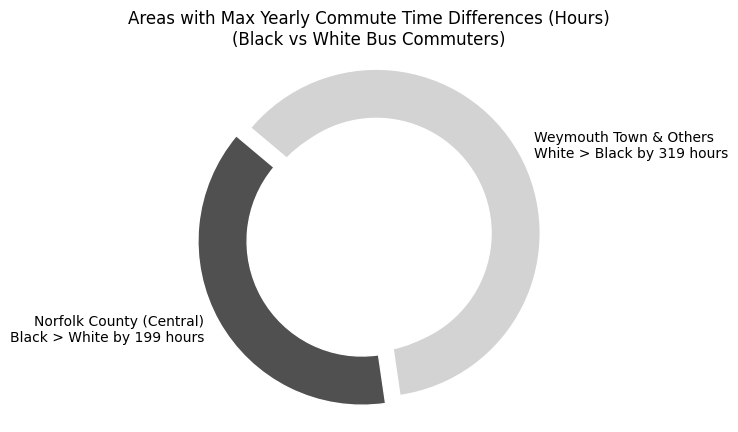 Areas with Max Yearly Commute Time Differences (Hours)
(Black vs White Bus Commuters)
Weymouth Town & Others
White > Black by 319 hours
Norfolk County (Central)
Black > White by 199 hours